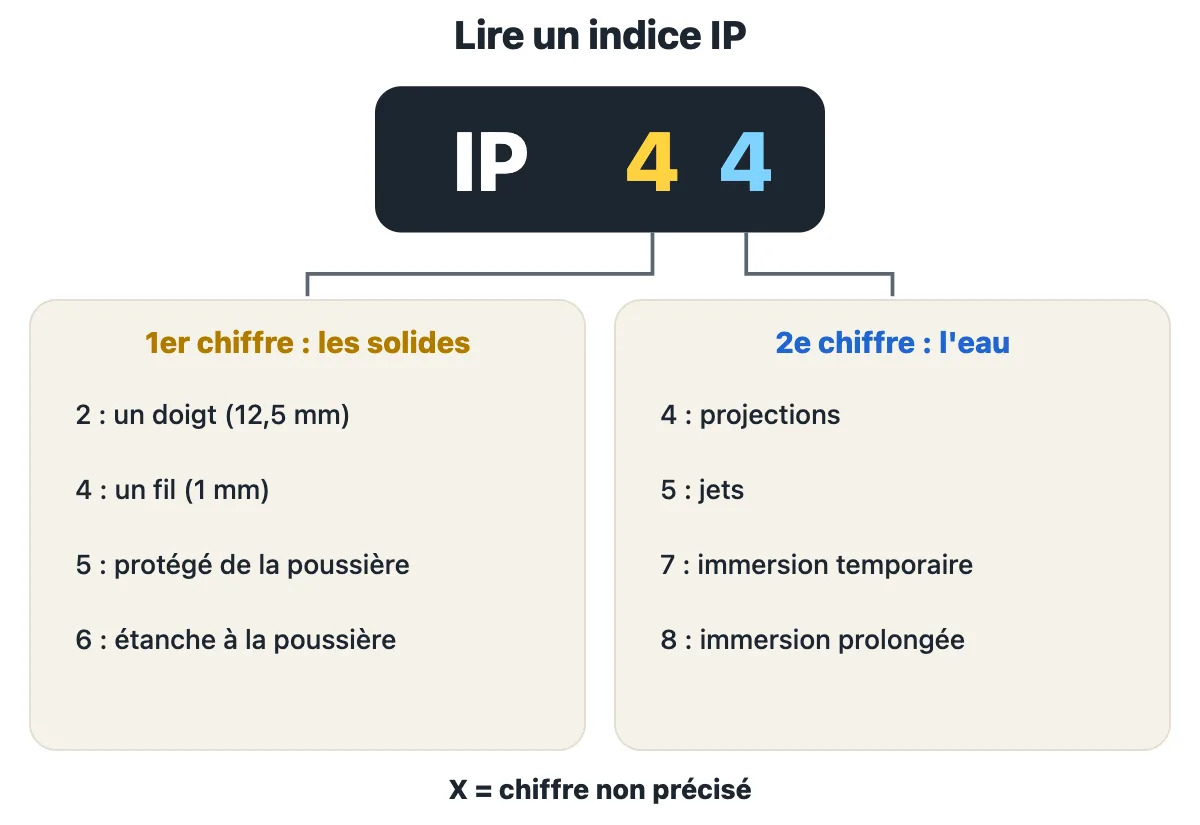 Lire un indice IP
IP 4 4
1er chiffre : les solides
2 : un doigt (12,5 mm)
4 : un fil (1 mm)
5 : protégé de la poussière
6 : étanche à la poussière
2e chiffre : l'eau
4 : projections
5 : jets
7 : immersion temporaire
8 : immersion prolongée
X = chiffre non précisé